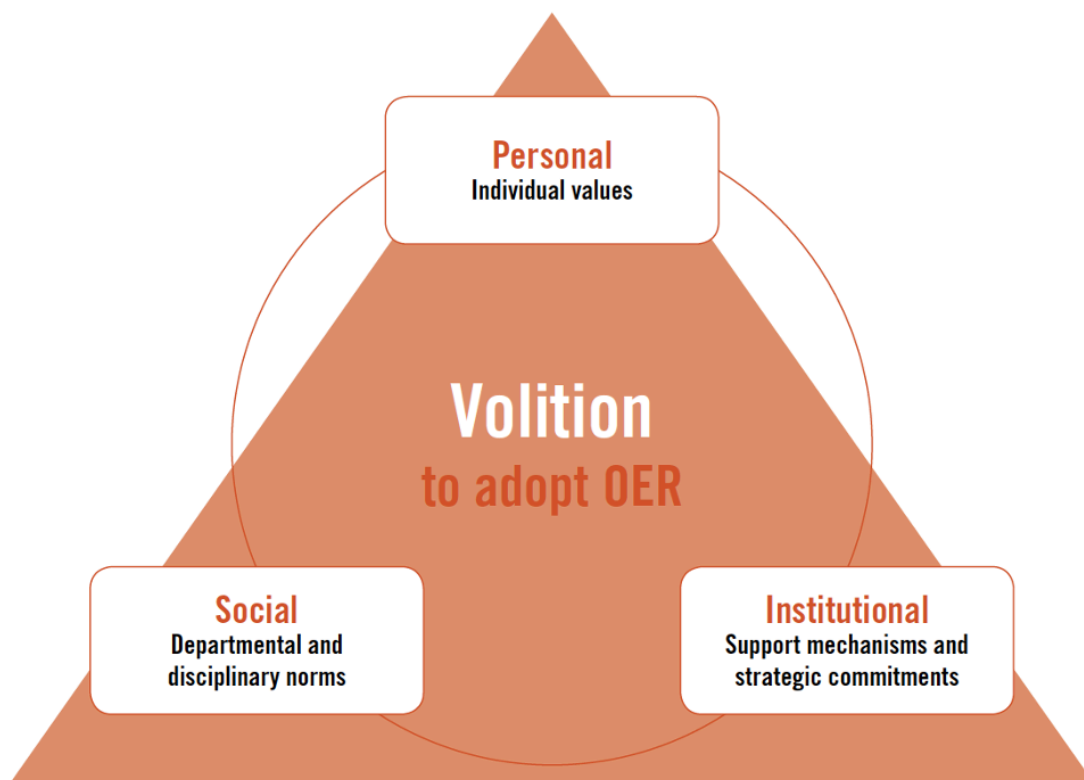 Personal
Individual values
Volition
to adopt OER
Social
Departmental and
disciplinary norms
Institutional
Support mechanisms and
strategic commitments